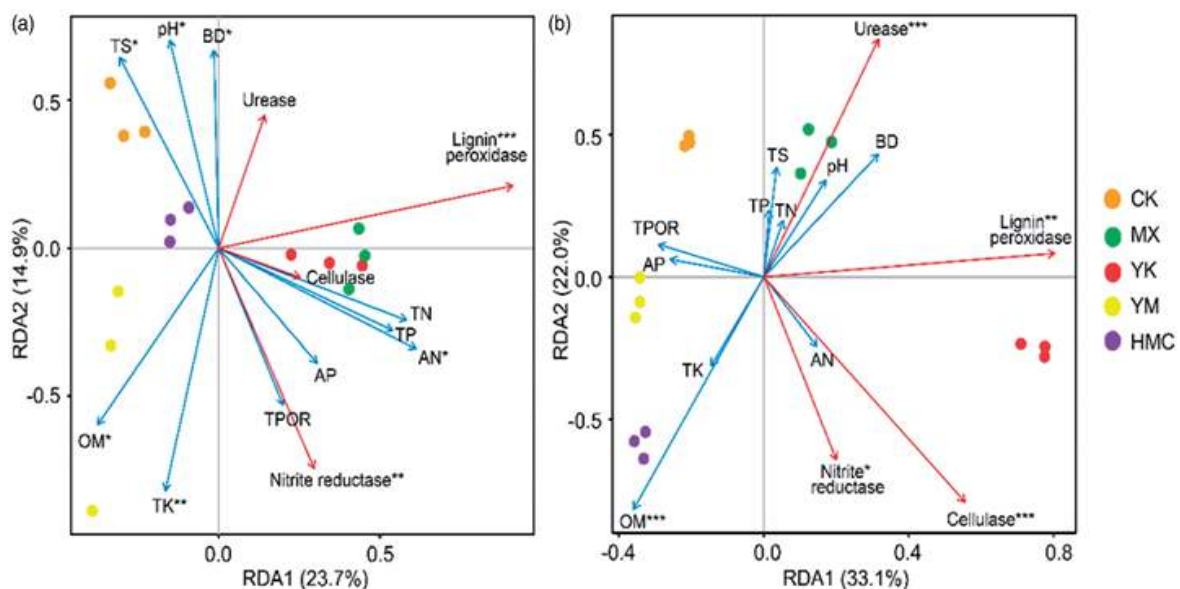 (a)
TS*
pH*
BD*
Urease
Lignin***
peroxidase
Cellulase
TN
TP
AN*
AP
TPOR
Nitrite reductase**
OM*
TK**
0.5
0.0
-0.5
RDA2 (14.9%)
0.0
0.5
RDA1 (23.7%)
(b)
Urease***
TS
pH
BD
TP
TN
TPOR
AP
Lignin**
peroxidase
TK
AN
Nitrite*
reductase
Cellulase***
OM***
0.5
0.0
-0.5
RDA2 (22.0%)
-0.4
0.0
0.4
0.8
RDA1 (33.1%)
CK
MX
YK
YM
HMC